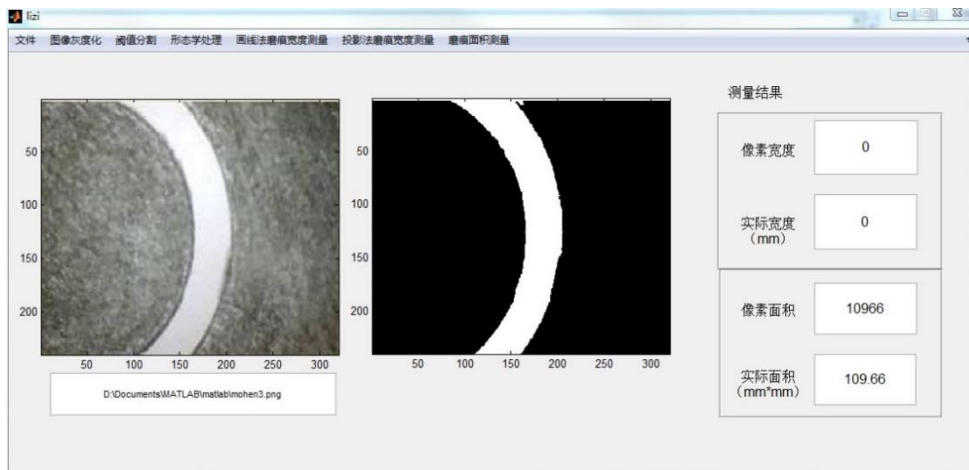 lizi
文件 图像灰度化 阈值分割 形态学处理 画线法磨痕宽度测量 投影法磨痕宽度测量 磨痕面积测量
50
100
150
200
50 100 150 200 250 300
D:\Documents\MATLAB\matlab\mohen3.png
50
100
150
200
50 100 150 200 250 300
测量结果
像素宽度 0
实际宽度 0
（mm）
像素面积 10966
实际面积 109.66
（mm*mm）